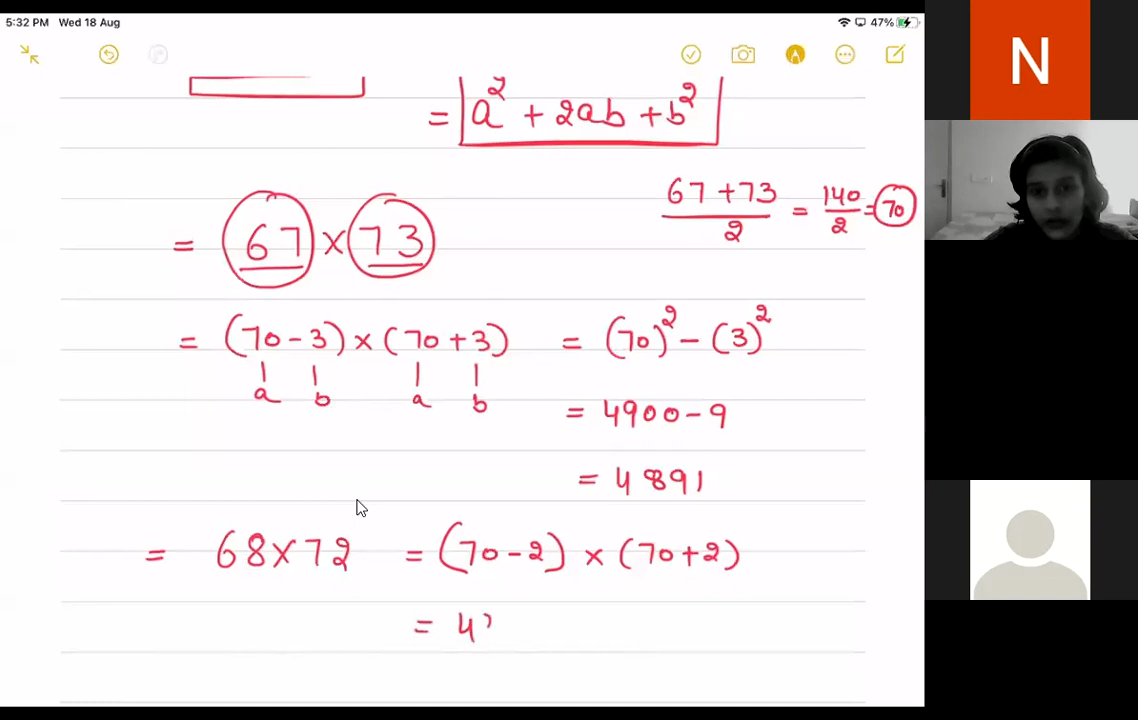 5:32 PM Wed 18 Aug
47%
N
= a² + 2ab + b²
67 + 73 / 2 = 140 / 2 = 70
= 67 × 73
= (70 - 3) × (70 + 3) = (70)² - (3)²
a b a b
= 4900 - 9
= 4891
= 68 × 72 = (70 - 2) × (70 + 2)
= 4